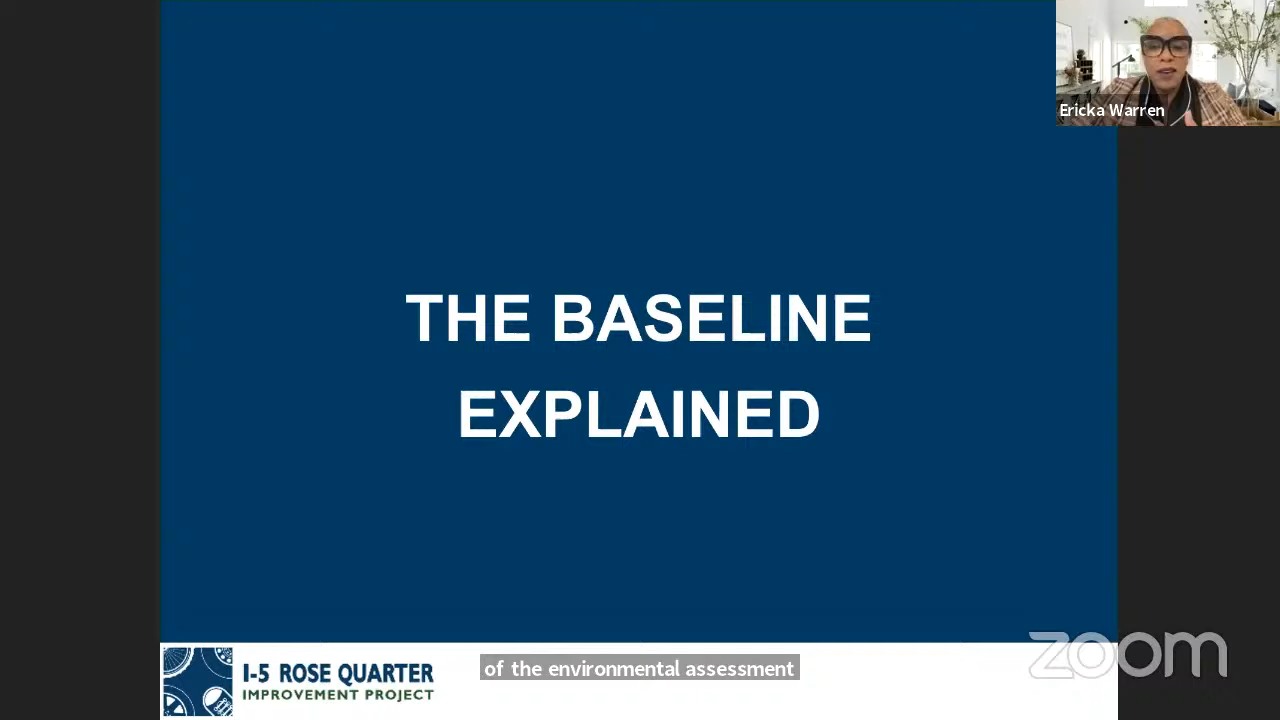 Ericka Warren
THE BASELINE
EXPLAINED
I-5 ROSE QUARTER
IMPROVEMENT PROJECT
of the environmental assessment
zoom